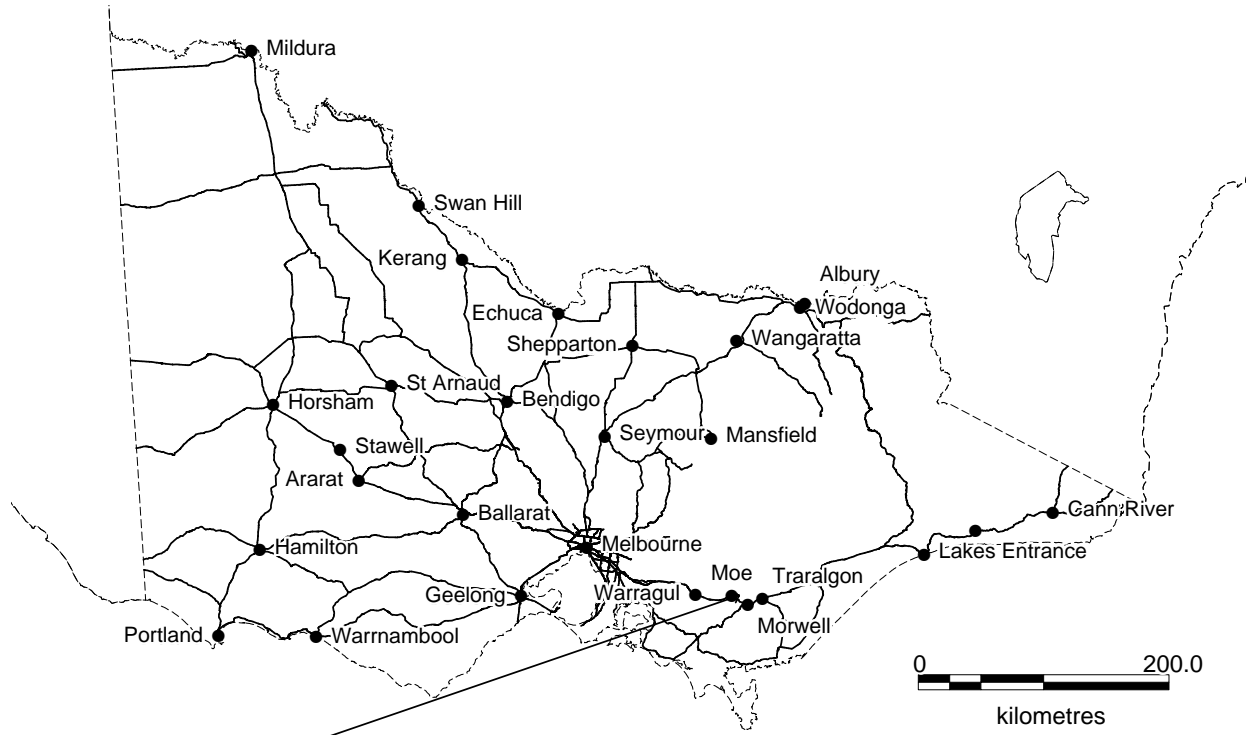 Mildura
Swan Hill
Kerang
Albury
Echuca
Wodonga
Shepparton
Wangaratta
St Arnaud
Horsham
Bendigo
Stawell
Seymour
Mansfield
Ararat
Ballarat
Cann River
Hamilton
Melbourne
Lakes Entrance
Moe
Traralgon
Geelong
Warragul
Morwell
Portland
Warrnambool
0 200.0
kilometres